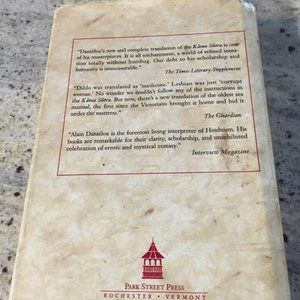 "Daniélou's new and complete translation of the Kāma Sūtra is one
of his masterpieces. It is all enchantment, a world of refined sensa-
tion totally without humbug. Our debt to his scholarship and
humanity is immeasurable."
The Times Literary Supplement
"Dildo was translated as 'medicine.' Lesbian was just 'corrupt
woman.' No wonder we couldn't follow any of the instructions in
the Kāma Sūtra. But now, there's a new translation of the oldest sex
manual, the first since the Victorians brought it home and hid it
under the mattress."
The Guardian
"Alain Daniélou is the foremost living interpreter of Hinduism. His
books are remarkable for their clarity, scholarship, and uninhibited
celebration of erotic and mystical ecstasy."
Interview Magazine
PARK STREET PRESS
ROCHESTER • VERMONT